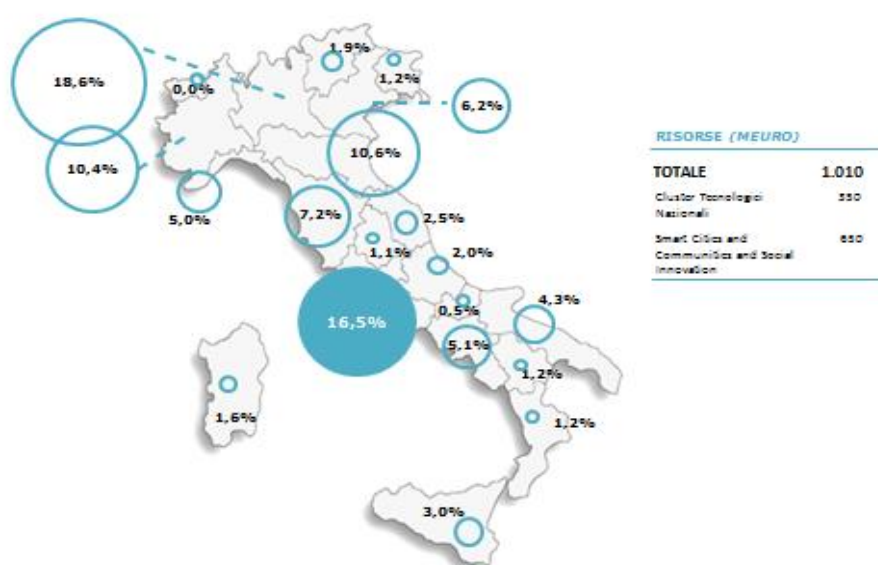 1,9%
18,6%
0,0%
1,2%
6,2%
10,4%
10,6%
5,0%
7,2%
2,5%
1,1%
2,0%
16,5%
0,5%
4,3%
5,1%
1,2%
1,6%
1,2%
3,0%
RISORSE (MEURO)
TOTALE 1.010
Cluster Tecnologici 350
Nazionali
Smart Cities and 650
Communities and Social
Innovation